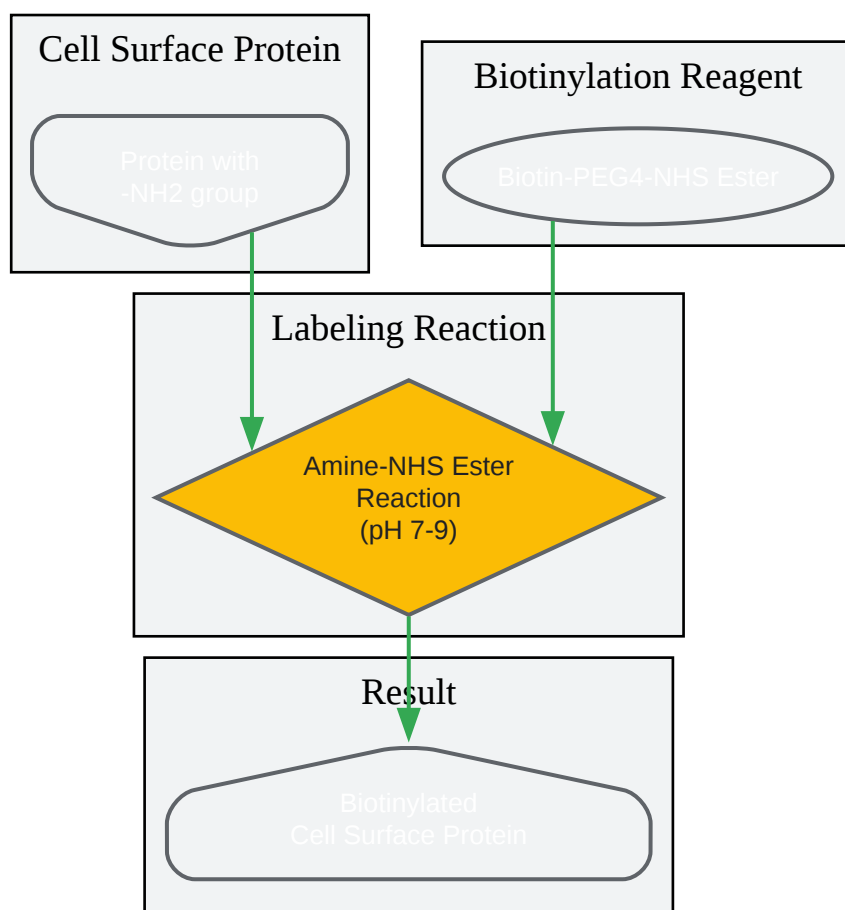 Cell Surface Protein
Protein with
-NH2 group
Biotinylation Reagent
Biotin-PEG4-NHS Ester
Labeling Reaction
Amine-NHS Ester
Reaction
(pH 7-9)
Result
Biotinylated
Cell Surface Protein